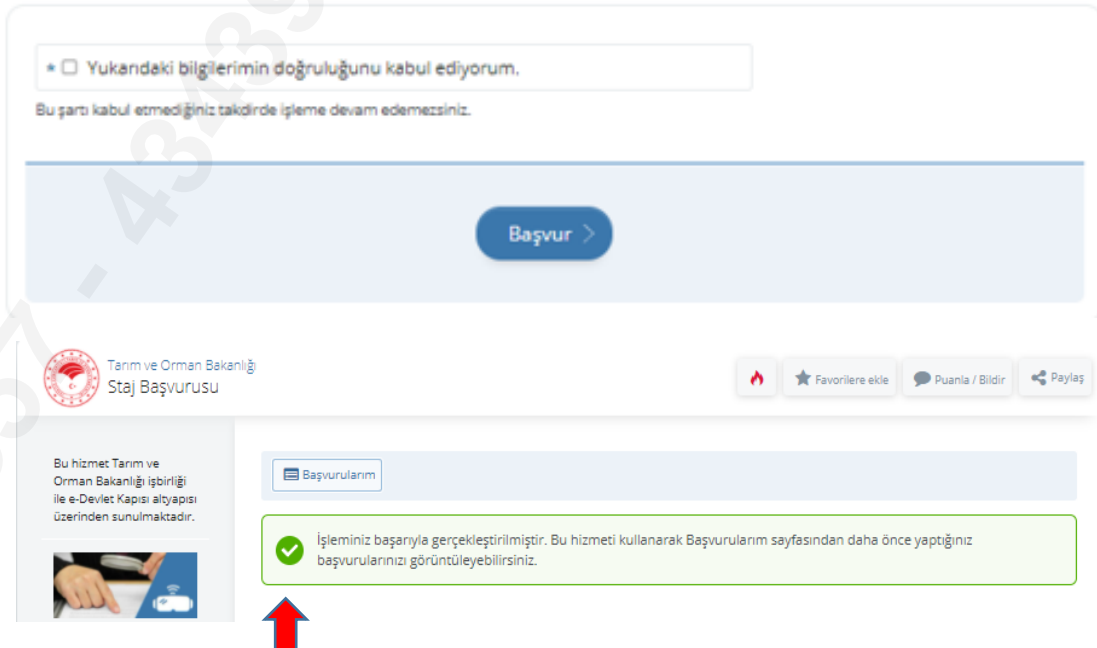 * Yukarıdaki bilgilerimin doğruluğunu kabul ediyorum.
Bu şartı kabul etmediğiniz takdirde işleme devam edemezsiniz.
Başvur
Tarım ve Orman Bakanlığı
Staj Başvurusu
Favorilere ekle
Puanla / Bildir
Paylaş
Bu hizmet Tarım ve
Orman Bakanlığı işbirliği
ile e-Devlet Kapısı altyapısı
üzerinden sunulmaktadır.
Başvurularım
İşleminiz başarıyla gerçekleştirilmiştir. Bu hizmeti kullanarak Başvurularım sayfasından daha önce yaptığınız
başvurularınızı görüntüleyebilirsiniz.